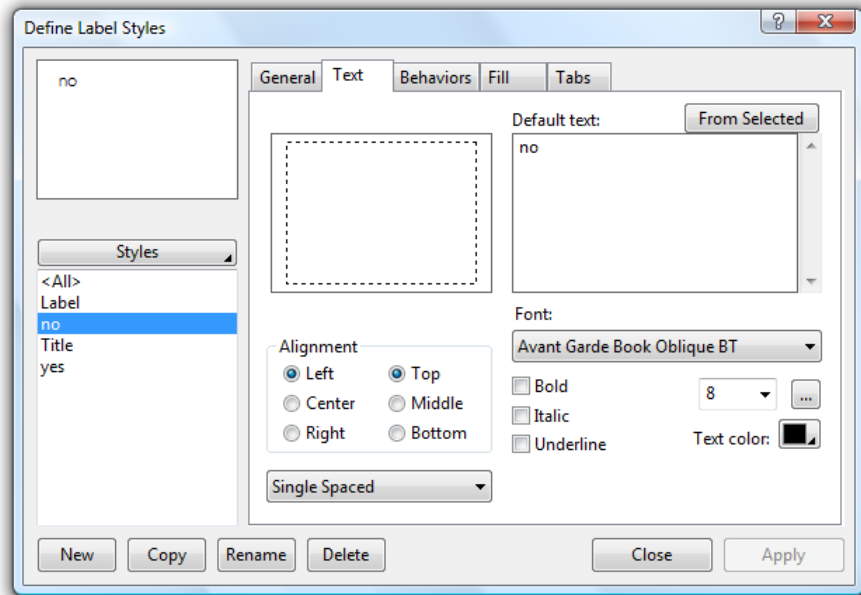 Define Label Styles
?
X
no
General Text Behaviors Fill Tabs
Default text:
From Selected
no
Styles
<All>
Label
no
Title
yes
Font:
Avant Garde Book Oblique BT
Alignment
Left Top
Center Middle
Right Bottom
Single Spaced
Bold
Italic
Underline
8
...
Text color:
New Copy Rename Delete Close Apply